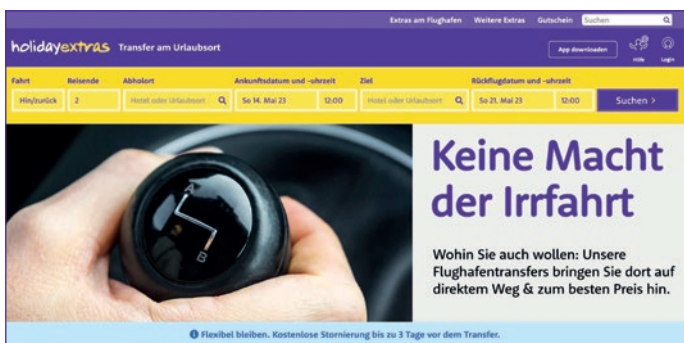 Extras am Flughafen Weitere Extras Gutschein Suchen
holidayextras Transfer am Urlaubsort App downloaden Hilfe Login
Fahrt Reisende Abholort Ankunftsdatum und -uhrzeit Ziel Rückflugdatum und -uhrzeit
Hin/zurück 2 Hotel oder Urlaubsort So 14. Mai 23 12:00 Hotel oder Urlaubsort So 21. Mai 23 12:00 Suchen >
A
B
Keine Macht
der Irrfahrt
Wohin Sie auch wollen: Unsere
Flughafentransfers bringen Sie dort auf
direktem Weg & zum besten Preis hin.
Flexibel bleiben. Kostenlose Stornierung bis zu 3 Tage vor dem Transfer.